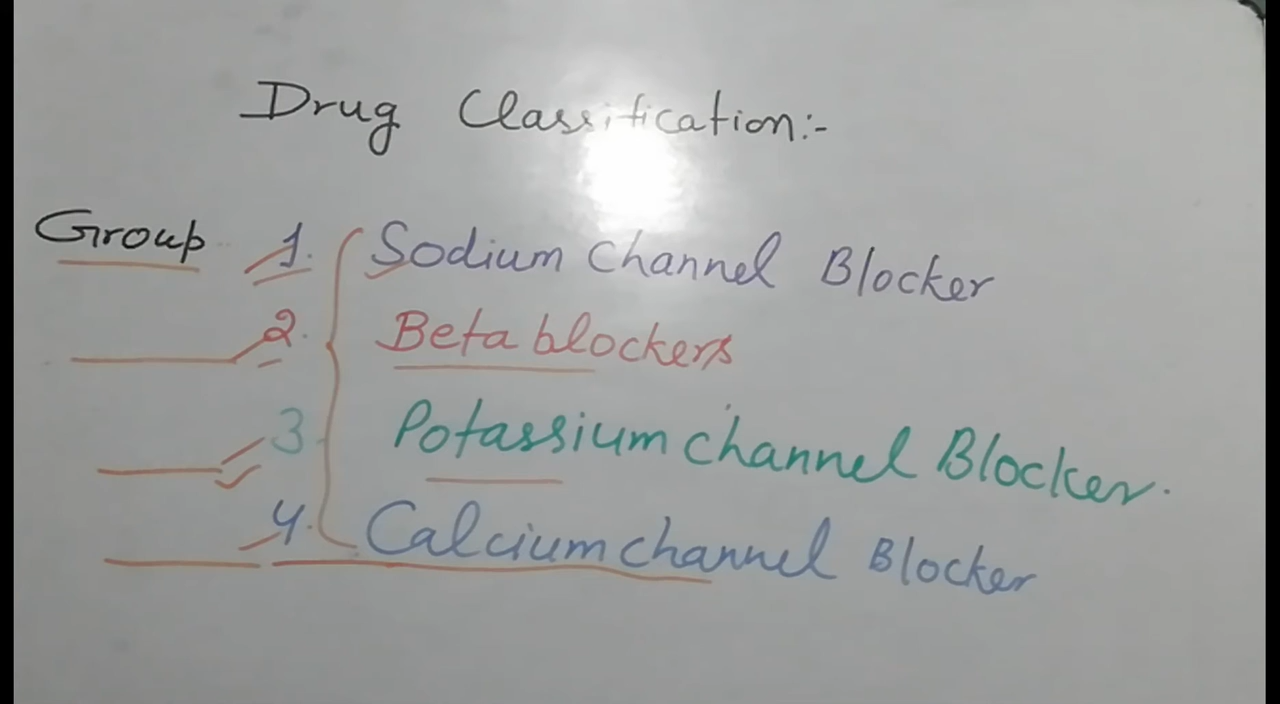 Drug Classification:-
Group 1. Sodium Channel Blocker
2. Beta blockers
3. Potassium channel Blocker.
4. Calcium channel Blocker